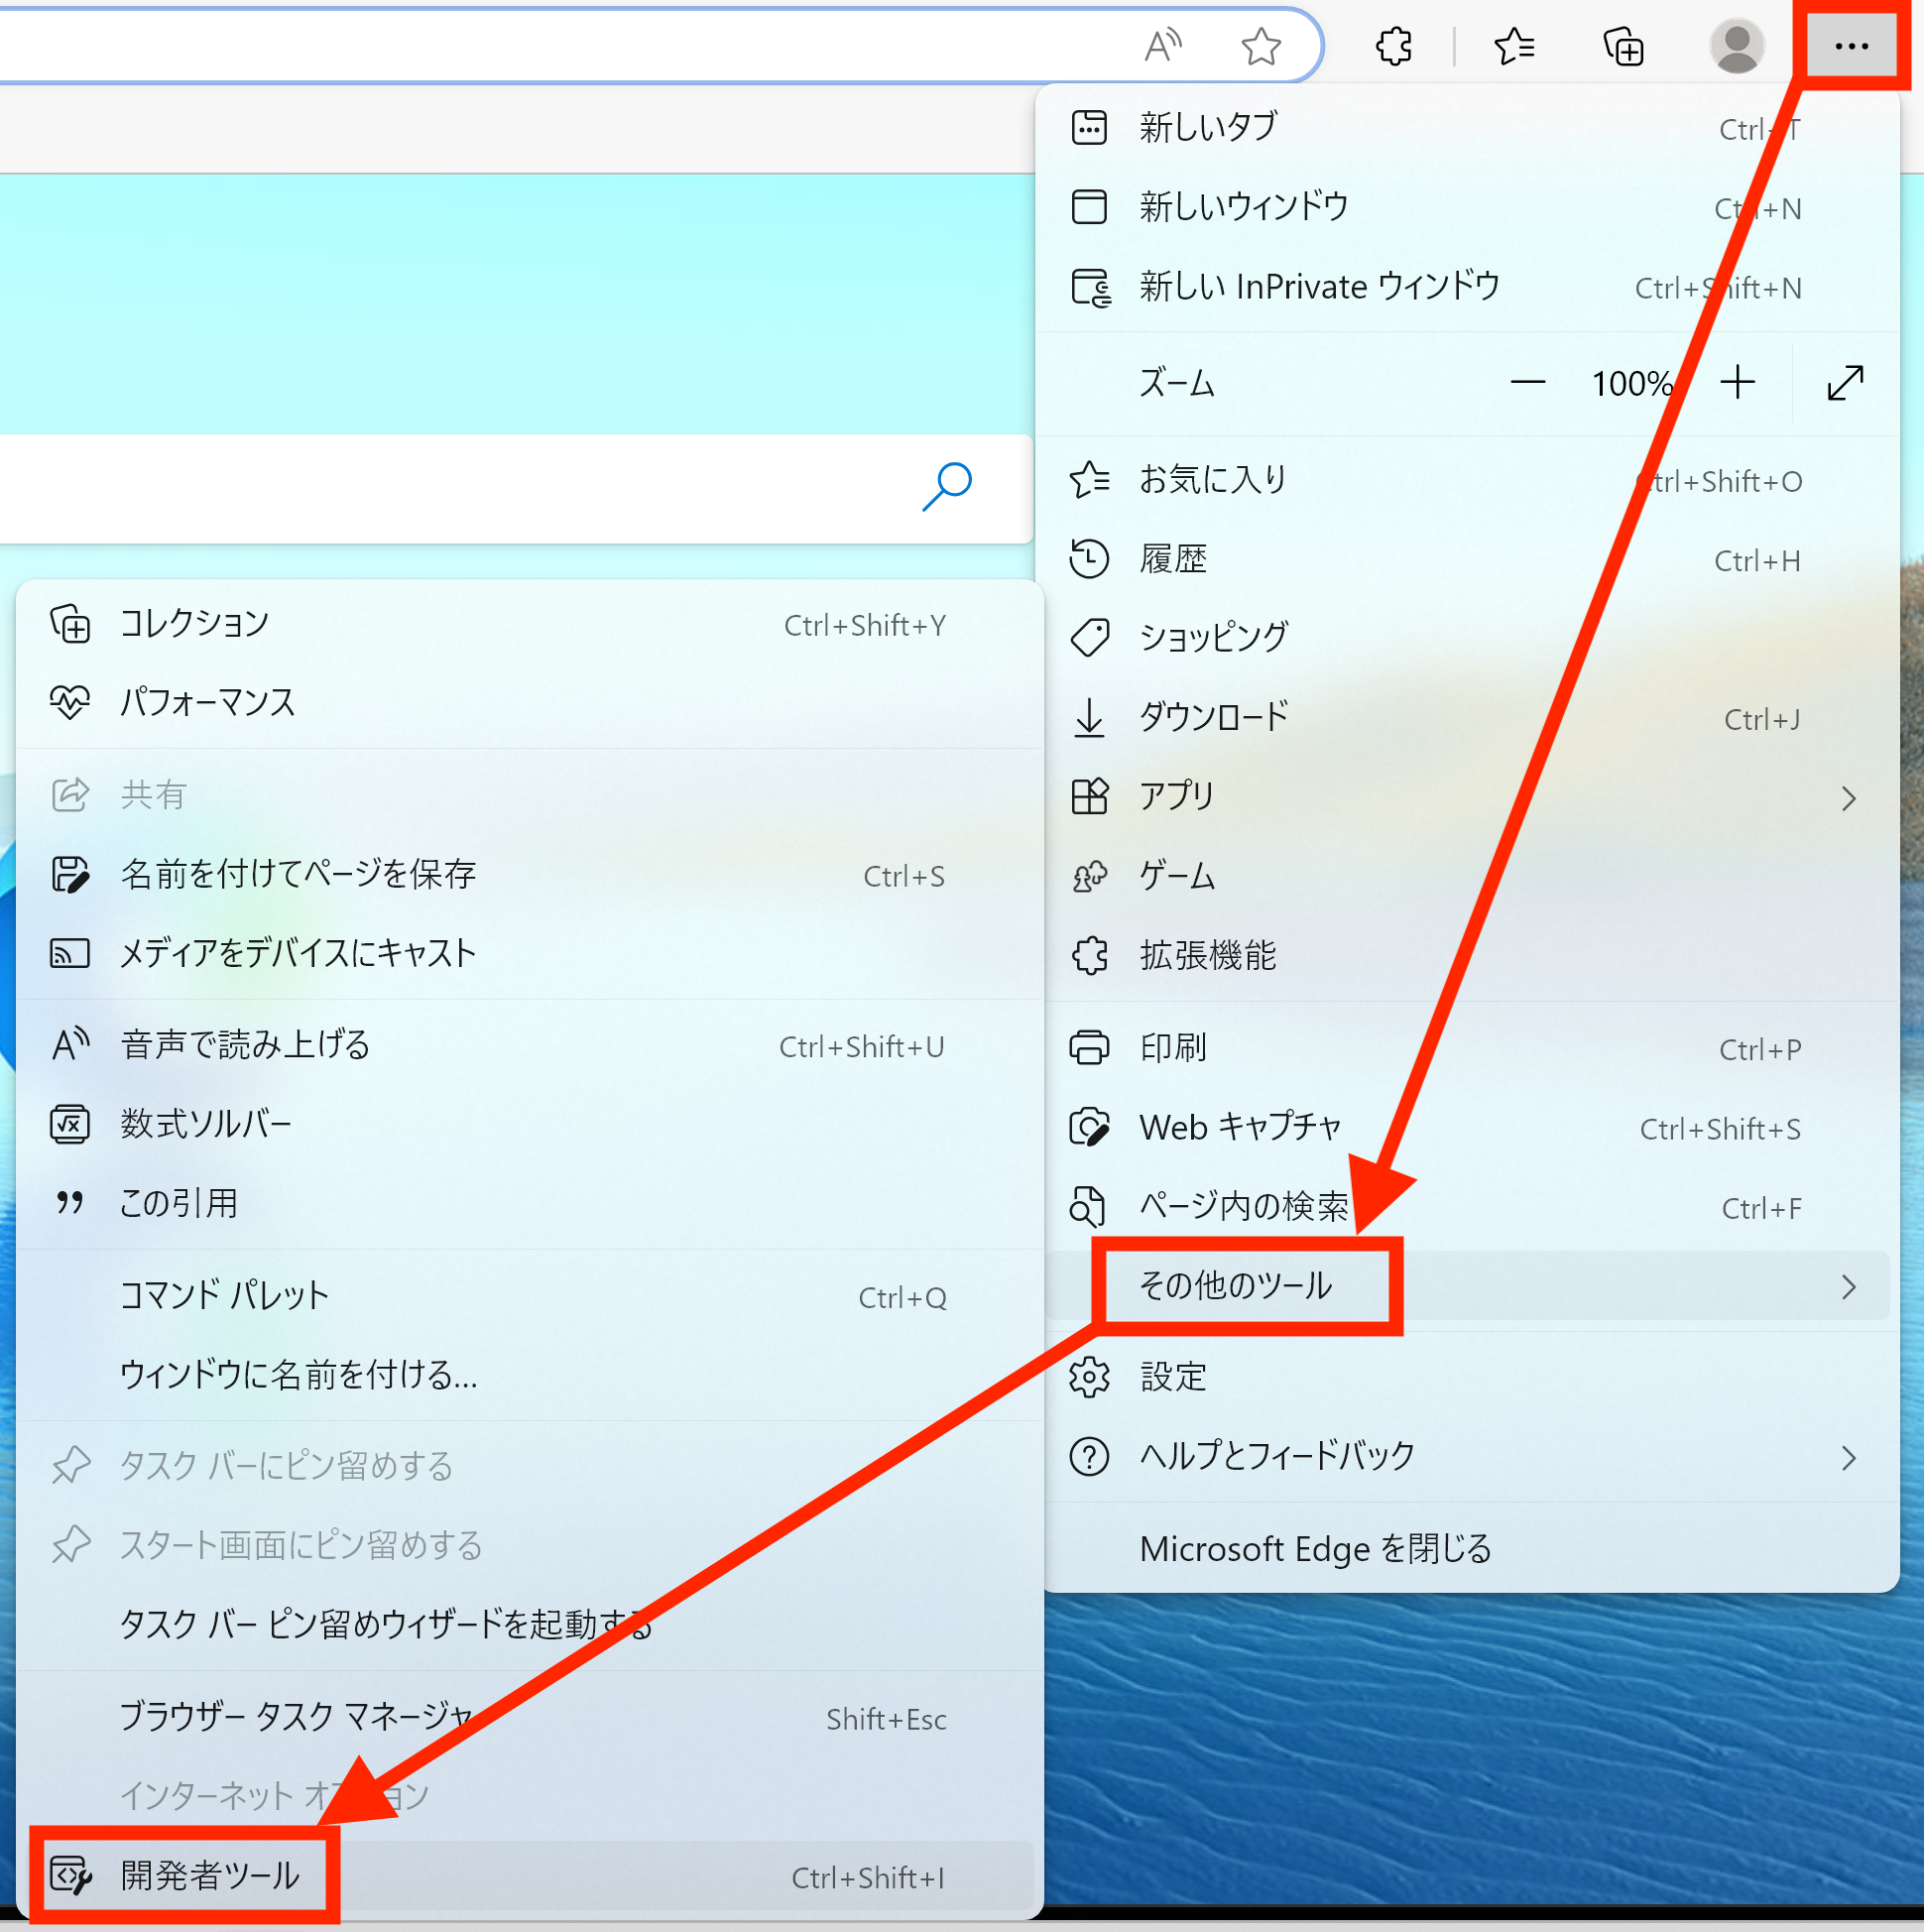 新しいタブ Ctrl+T
新しいウィンドウ Ctrl+N
新しい InPrivate ウィンドウ Ctrl+Shift+N
ズーム 100%
お気に入り Ctrl+Shift+O
履歴 Ctrl+H
ショッピング
ダウンロード Ctrl+J
アプリ
ゲーム
拡張機能
印刷 Ctrl+P
Web キャプチャ Ctrl+Shift+S
ページ内の検索 Ctrl+F
その他のツール
設定
ヘルプとフィードバック
Microsoft Edge を閉じる
コレクション Ctrl+Shift+Y
パフォーマンス
共有
名前を付けてページを保存 Ctrl+S
メディアをデバイスにキャスト
音声で読み上げる Ctrl+Shift+U
数式ソルバー
この引用
コマンド パレット Ctrl+Q
ウィンドウに名前を付ける...
タスク バーにピン留めする
スタート画面にピン留めする
タスク バー ピン留めウィザードを起動する
ブラウザー タスク マネージャ Shift+Esc
インターネット オプション
開発者ツール Ctrl+Shift+I